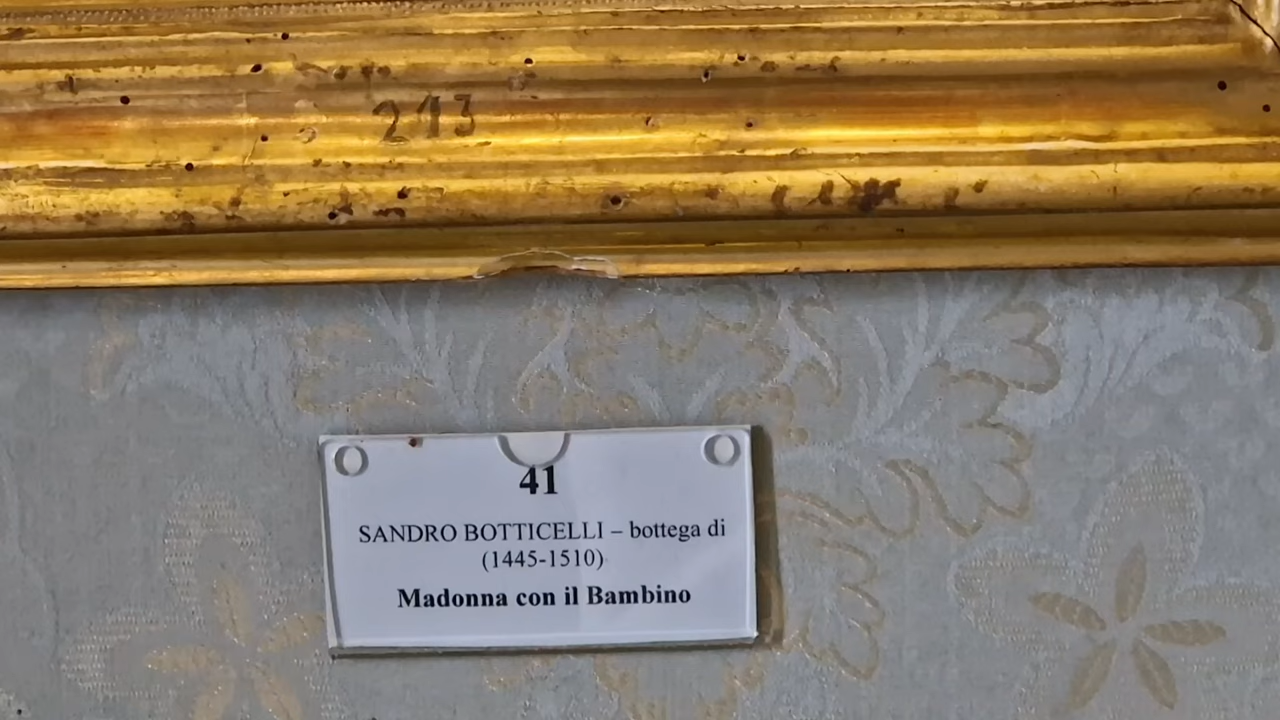 213
41
SANDRO BOTTICELLI – bottega di
(1445-1510)
Madonna con il Bambino